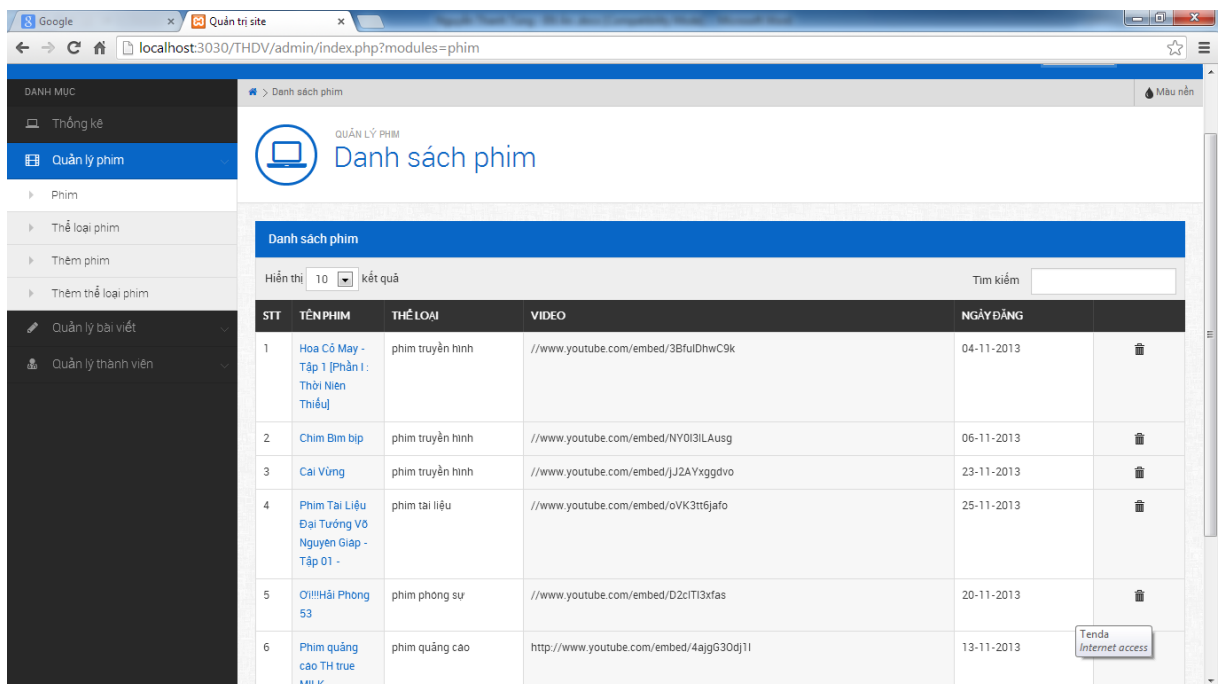 Google
Quản trị site
localhost:3030/THDV/admin/index.php?modules=phim
DANH MỤC
Thống kê
Quản lý phim
Phim
Thể loại phim
Thêm phim
Thêm thể loại phim
Quản lý bài viết
Quản lý thành viên
> Danh sách phim
Màu nền
QUẢN LÝ PHIM
Danh sách phim
Danh sách phim
Hiển thị 10 kết quả
Tìm kiếm
STT TÊN PHIM THỂ LOẠI VIDEO NGÀY ĐĂNG
1 Hoa Cỏ May - phim truyền hình //www.youtube.com/embed/3BfulDhwC9k 04-11-2013
Tập 1 [Phần I :
Thời Niên
Thiếu]
2 Chim Bìm bịp phim truyền hình //www.youtube.com/embed/NY0I3ILAusg 06-11-2013
3 Cải Vừng phim truyền hình //www.youtube.com/embed/jJ2AYxggdvo 23-11-2013
4 Phim Tài Liệu phim tài liệu //www.youtube.com/embed/oVK3tt6jafo 25-11-2013
Đại Tướng Võ
Nguyên Giáp -
Tập 01 -
5 Ơi!!!Hải Phòng phim phóng sự //www.youtube.com/embed/D2cITI3xfas 20-11-2013
53
6 Phim quảng phim quảng cáo http://www.youtube.com/embed/4ajgG3Odj1I 13-11-2013
cáo TH true
MILK
Tenda
Internet access